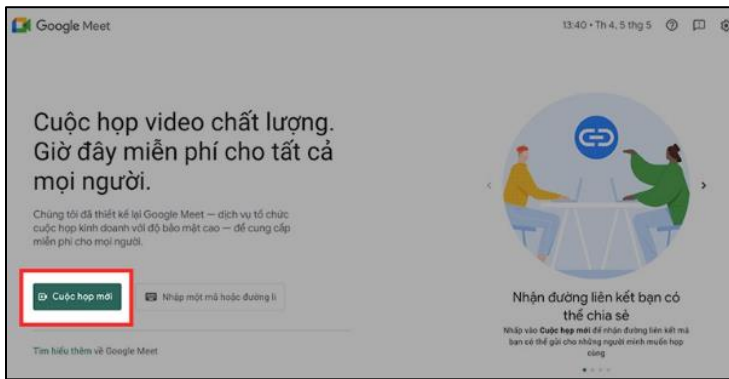 Google Meet
13:40 • Th 4, 5 thg 5
Cuộc họp video chất lượng.
Giờ đây miễn phí cho tất cả
mọi người.
Chúng tôi đã thiết kế lại Google Meet — dịch vụ tổ chức
cuộc họp kinh doanh với độ bảo mật cao — để cung cấp
miễn phí cho mọi người.
Cuộc họp mới
Nhập một mã hoặc đường li
Tìm hiểu thêm về Google Meet
Nhận đường liên kết bạn có
thể chia sẻ
Nhấp vào Cuộc họp mới để nhận đường liên kết mà
bạn có thể gửi cho những người mình muốn họp
cùng